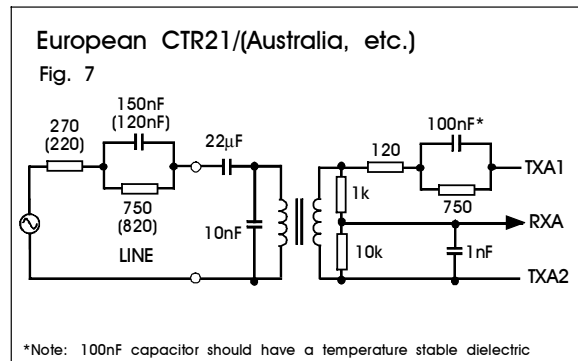 European CTR21/(Australia, etc.)
Fig. 7
150nF
(120nF)
270
(220)
22µF
750
(820)
10nF
LINE
100nF*
120
TXA1
1k
750
RXA
10k
1nF
TXA2
*Note: 100nF capacitor should have a temperature stable dielectric